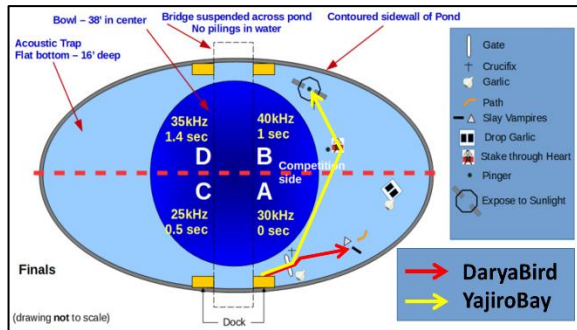 Bowl – 38' in center
Bridge suspended across pond
No pilings in water
Contoured sidewall of Pond
Acoustic Trap
Flat bottom – 16' deep
35kHz
1.4 sec
40kHz
1 sec
D
B
Competition
side
C
A
25kHz
0.5 sec
30kHz
0 sec
Finals
(drawing not to scale)
Dock
Gate
Crucifix
Garlic
Path
Slay Vampires
Drop Garlic
Stake through Heart
Pinger
Expose to Sunlight
DaryaBird
YajiroBay